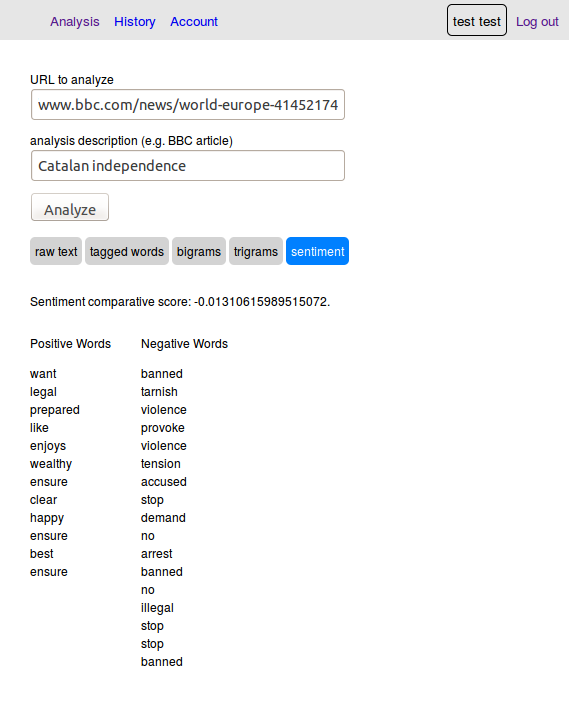 Analysis History Account test test Log out
URL to analyze
www.bbc.com/news/world-europe-41452174
analysis description (e.g. BBC article)
Catalan independence
Analyze
raw text tagged words bigrams trigrams sentiment
Sentiment comparative score: -0.01310615989515072.
Positive Words Negative Words
want banned
legal tarnish
prepared violence
like provoke
enjoys violence
wealthy tension
ensure accused
clear stop
happy demand
ensure no
best arrest
ensure banned
no
illegal
stop
stop
banned